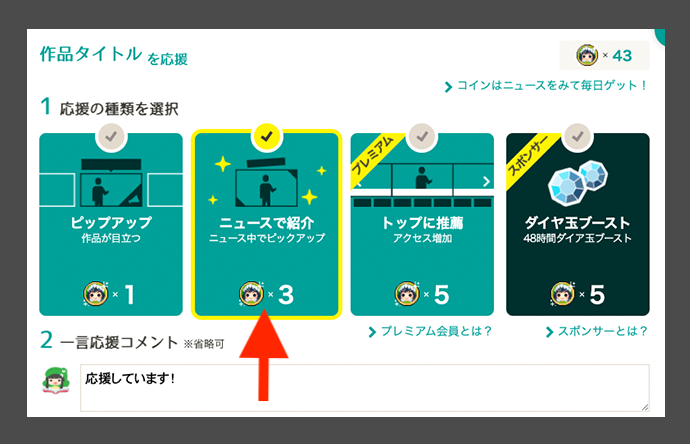 作品タイトル を応援
× 43
コインはニュースをみて毎日ゲット！
1 応援の種類を選択
ピップアップ
作品が目立つ
× 1
ニュースで紹介
ニュース中でピックアップ
× 3
プレミアム
トップに推薦
アクセス増加
× 5
スポンサー
ダイヤ玉ブースト
48時間ダイア玉ブースト
× 5
プレミアム会員とは？
スポンサーとは？
2 一言応援コメント ※省略可
応援しています！